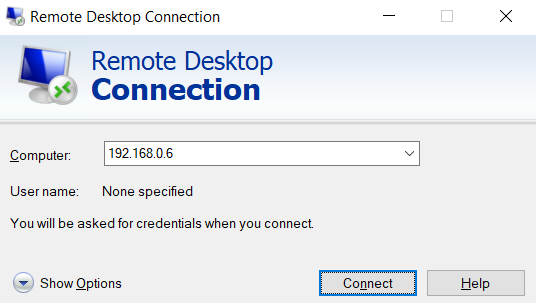 Remote Desktop Connection
Remote Desktop
Connection
Computer: 192.168.0.6
User name: None specified
You will be asked for credentials when you connect.
Show Options Connect Help